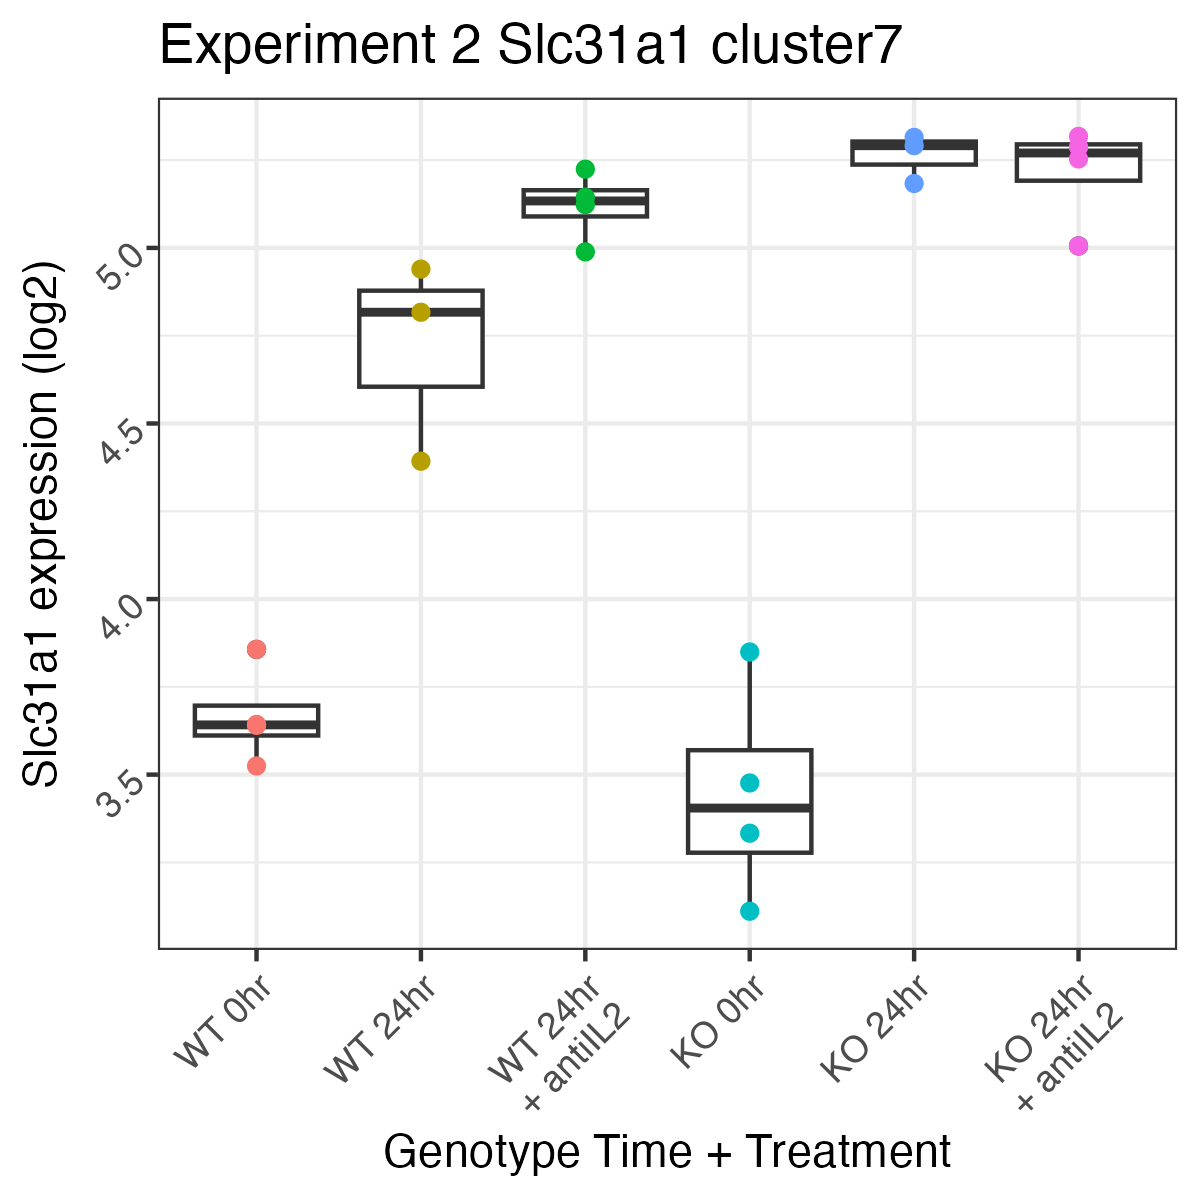 Experiment 2 Slc31a1 cluster7
Slc31a1 expression (log2)
5.0
4.5
4.0
3.5
WT 0hr
WT 24hr
WT 24hr
+ antiIL2
KO 0hr
KO 24hr
KO 24hr
+ antiIL2
Genotype Time + Treatment